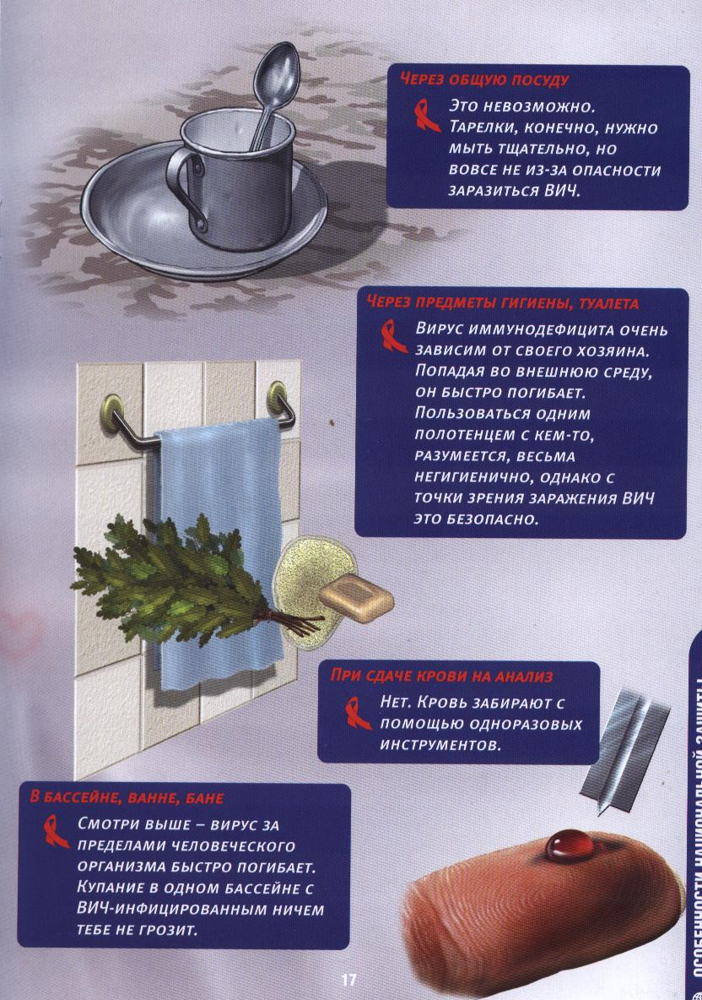 ЧЕРЕЗ ОБЩУЮ ПОСУДУ
ЭТО НЕВОЗМОЖНО.
ТАРЕЛКИ, КОНЕЧНО, НУЖНО
МЫТЬ ТЩАТЕЛЬНО, НО
ВОВСЕ НЕ ИЗ-ЗА ОПАСНОСТИ
ЗАРАЗИТЬСЯ ВИЧ.
ЧЕРЕЗ ПРЕДМЕТЫ ГИГИЕНЫ, ТУАЛЕТА
ВИРУС ИММУНОДЕФИЦИТА ОЧЕНЬ
ЗАВИСИМ ОТ СВОЕГО ХОЗЯИНА.
ПОПАДАЯ ВО ВНЕШНЮЮ СРЕДУ,
ОН БЫСТРО ПОГИБАЕТ.
ПОЛЬЗОВАТЬСЯ ОДНИМ
ПОЛОТЕНЦЕМ С КЕМ-ТО,
РАЗУМЕЕТСЯ, ВЕСЬМА
НЕГИГИЕНИЧНО, ОДНАКО С
ТОЧКИ ЗРЕНИЯ ЗАРАЖЕНИЯ ВИЧ
ЭТО БЕЗОПАСНО.
ПРИ СДАЧЕ КРОВИ НА АНАЛИЗ
НЕТ. КРОВЬ ЗАБИРАЮТ С
ПОМОЩЬЮ ОДНОРАЗОВЫХ
ИНСТРУМЕНТОВ.
В БАССЕЙНЕ, ВАННЕ, БАНЕ
СМОТРИ ВЫШЕ – ВИРУС ЗА
ПРЕДЕЛАМИ ЧЕЛОВЕЧЕСКОГО
ОРГАНИЗМА БЫСТРО ПОГИБАЕТ.
КУПАНИЕ В ОДНОМ БАССЕЙНЕ С
ВИЧ-ИНФИЦИРОВАННЫМ НИЧЕМ
ТЕБЕ НЕ ГРОЗИТ.
ОСОБЕННОСТИ НАЦИОНАЛЬНОЙ ЗАЩИТЫ
17